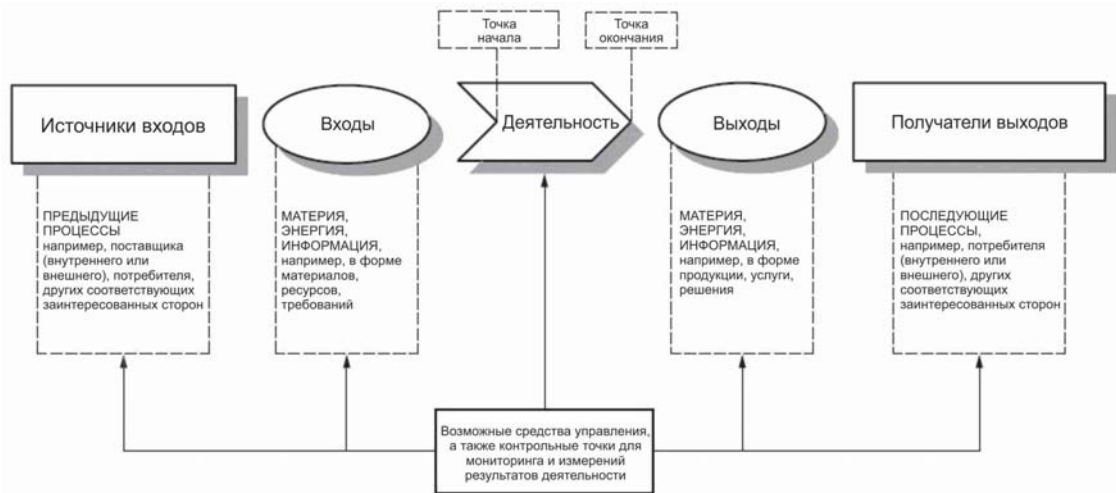 Точка
начала
Точка
окончания
Источники входов
Входы
Деятельность
Выходы
Получатели выходов
ПРЕДЫДУЩИЕ
ПРОЦЕССЫ
например, поставщика
(внутреннего или
внешнего), потребителя,
других соответствующих
заинтересованных сторон
МАТЕРИЯ,
ЭНЕРГИЯ,
ИНФОРМАЦИЯ,
например, в форме
материалов,
ресурсов,
требований
МАТЕРИЯ,
ЭНЕРГИЯ,
ИНФОРМАЦИЯ,
например, в форме
продукции, услуги,
решения
ПОСЛЕДУЮЩИЕ
ПРОЦЕССЫ,
например, потребителя
(внутреннего или
внешнего), других
соответствующих
заинтересованных сторон
Возможные средства управления,
а также контрольные точки для
мониторинга и измерений
результатов деятельности